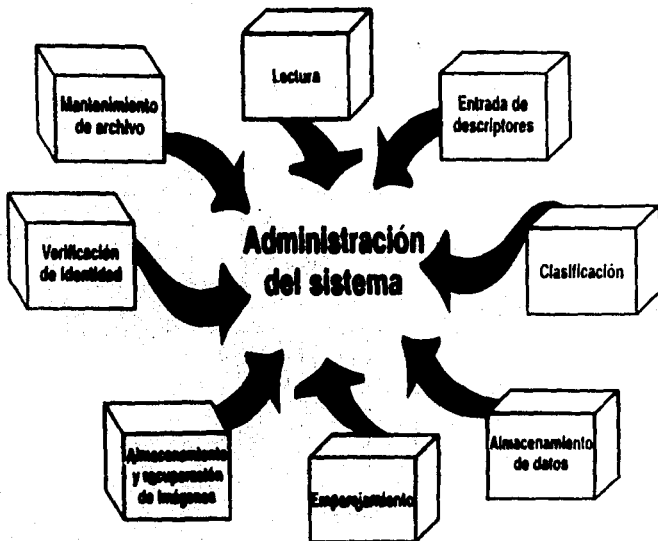 Lectura
Mantenimiento
de archivo
Entrada de
descriptores
Verificación
de identidad
Administración
del sistema
Clasificación
Almacenamiento
y recuperación
de imágenes
Emparejamiento
Almacenamiento
de datos